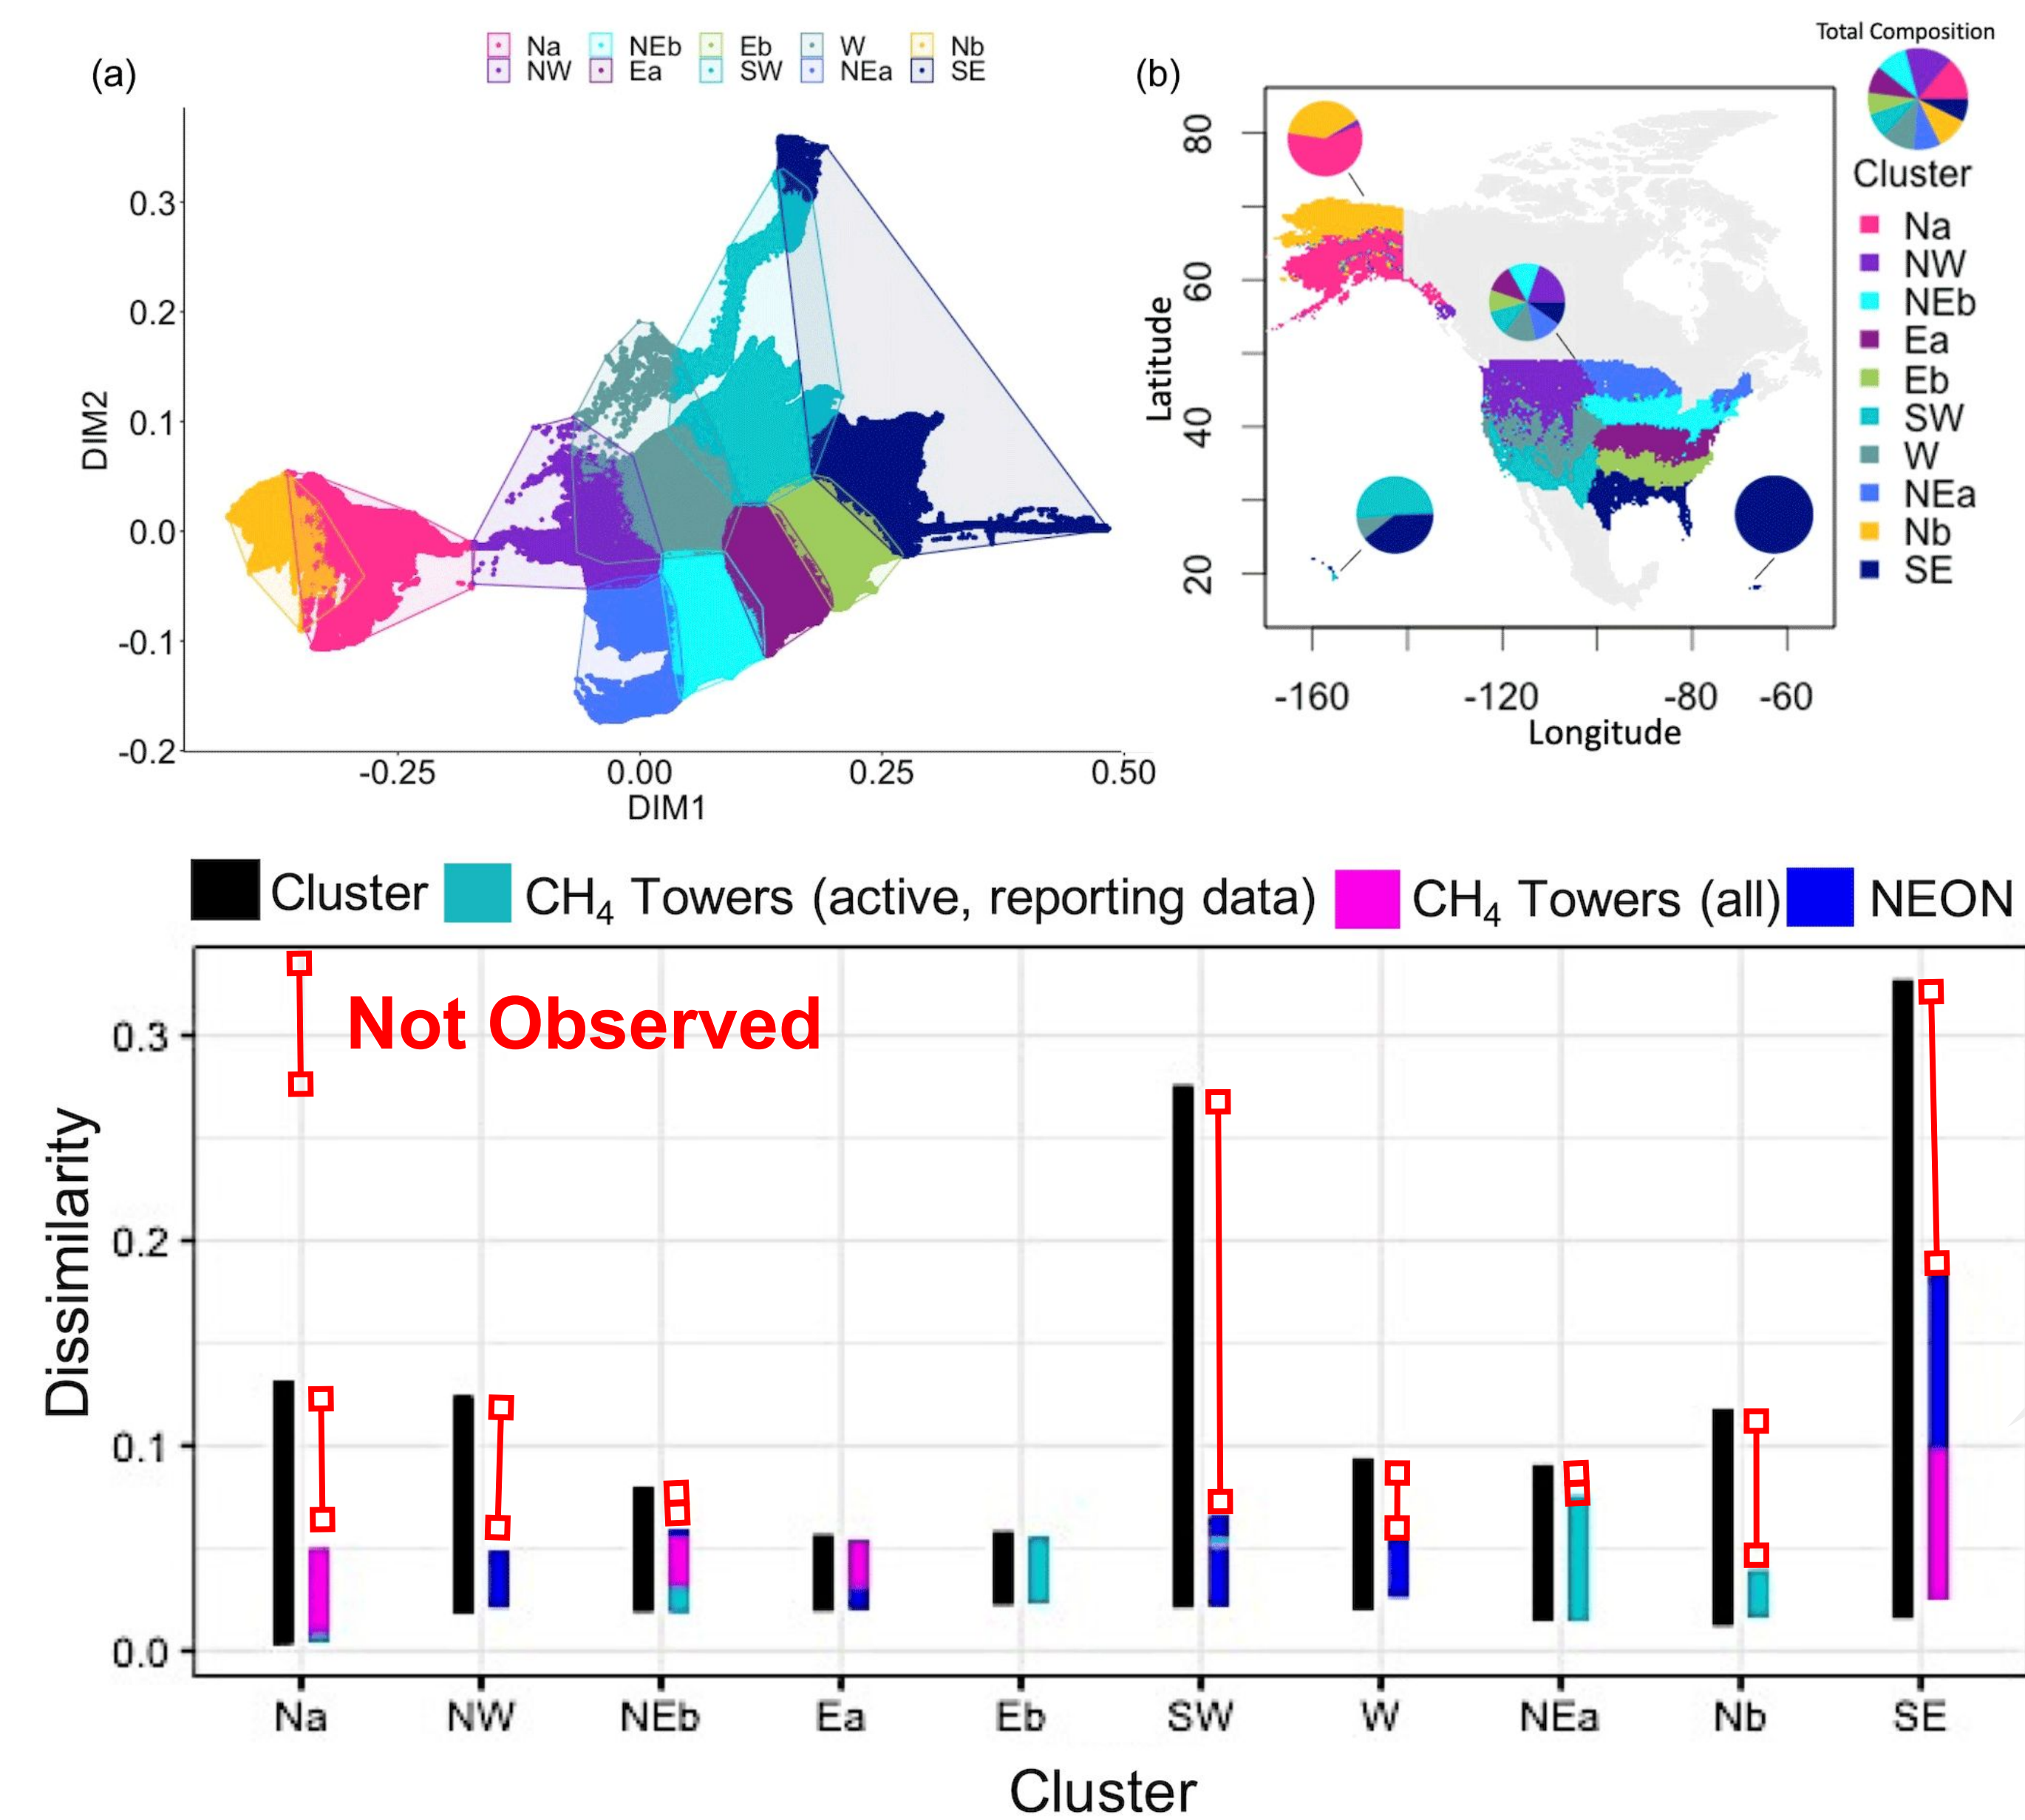 (a)
Na NEb Eb W Nb
NW Ea SW NEa SE
DIM2
0.3
0.2
0.1
0.0
-0.1
-0.2
-0.25 0.00 0.25 0.50
DIM1
(b)
Total Composition
Latitude
80
60
40
20
-160 -120 -80 -60
Longitude
Cluster
Na
NW
NEb
Ea
Eb
SW
W
NEa
Nb
SE
Cluster CH4 Towers (active, reporting data) CH4 Towers (all) NEON
Not Observed
Dissimilarity
0.3
0.2
0.1
0.0
Na NW NEb Ea Eb SW W NEa Nb SE
Cluster